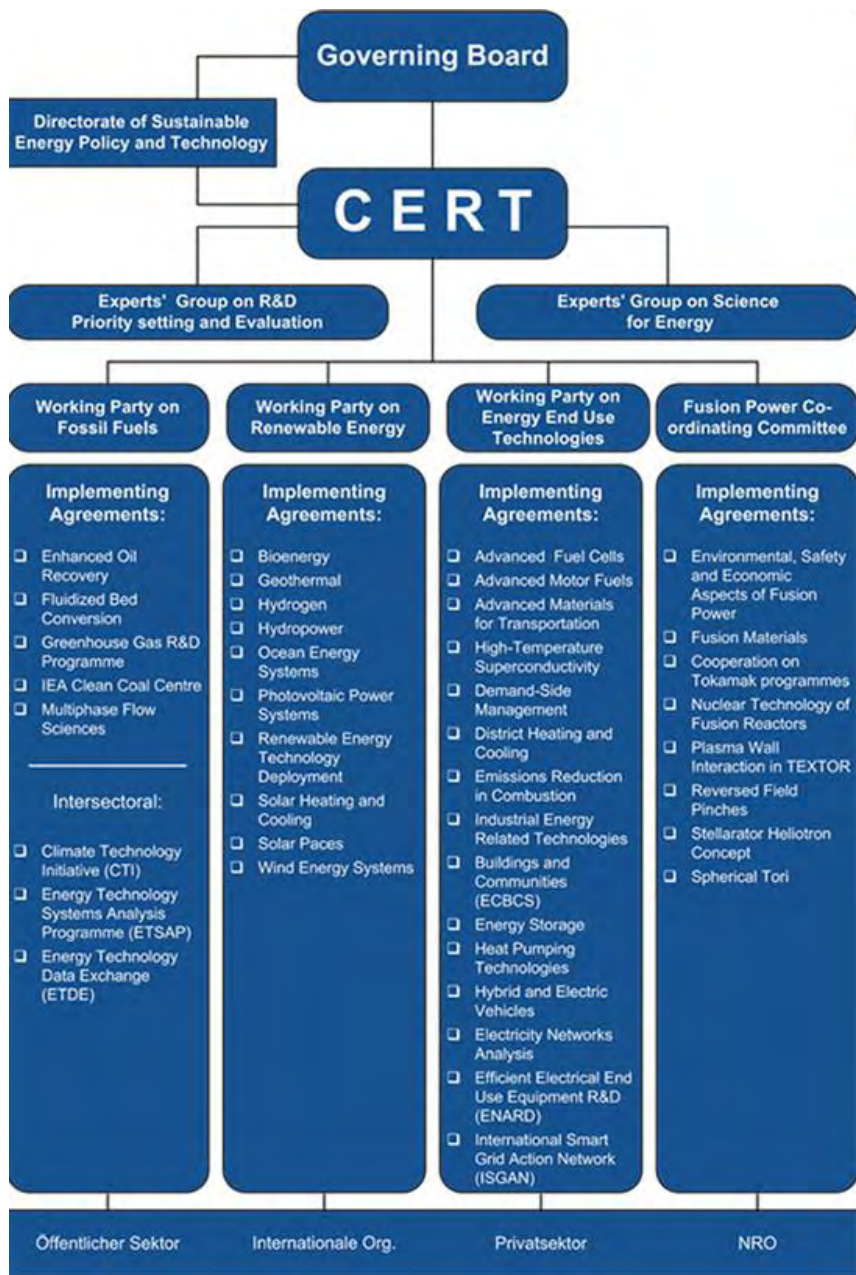 Governing Board
Directorate of Sustainable
Energy Policy and Technology
C E R T
Experts' Group on R&D
Priority setting and Evaluation
Experts' Group on Science
for Energy
Working Party on
Fossil Fuels
Working Party on
Renewable Energy
Working Party on
Energy End Use
Technologies
Fusion Power Co-
ordinating Committee
Implementing
Agreements:
❑ Enhanced Oil
Recovery
❑ Fluidized Bed
Conversion
❑ Greenhouse Gas R&D
Programme
❑ IEA Clean Coal Centre
❑ Multiphase Flow
Sciences
Intersectoral:
❑ Climate Technology
Initiative (CTI)
❑ Energy Technology
Systems Analysis
Programme (ETSAP)
❑ Energy Technology
Data Exchange
(ETDE)
Implementing
Agreements:
❑ Bioenergy
❑ Geothermal
❑ Hydrogen
❑ Hydropower
❑ Ocean Energy
Systems
❑ Photovoltaic Power
Systems
❑ Renewable Energy
Technology
Deployment
❑ Solar Heating and
Cooling
❑ Solar Paces
❑ Wind Energy Systems
Implementing
Agreements:
❑ Advanced Fuel Cells
❑ Advanced Motor Fuels
❑ Advanced Materials
for Transportation
❑ High-Temperature
Superconductivity
❑ Demand-Side
Management
❑ District Heating and
Cooling
❑ Emissions Reduction
in Combustion
❑ Industrial Energy
Related Technologies
❑ Buildings and
Communities
(ECBCS)
❑ Energy Storage
❑ Heat Pumping
Technologies
❑ Hybrid and Electric
Vehicles
❑ Electricity Networks
Analysis
❑ Efficient Electrical End
Use Equipment R&D
(ENARD)
❑ International Smart
Grid Action Network
(ISGAN)
Implementing
Agreements:
❑ Environmental, Safety
and Economic
Aspects of Fusion
Power
❑ Fusion Materials
❑ Cooperation on
Tokamak programmes
❑ Nuclear Technology of
Fusion Reactors
❑ Plasma Wall
Interaction in TEXTOR
❑ Reversed Field
Pinches
❑ Stellarator Heliotron
Concept
❑ Spherical Tori
Öffentlicher Sektor
Internationale Org.
Privatsektor
NRO